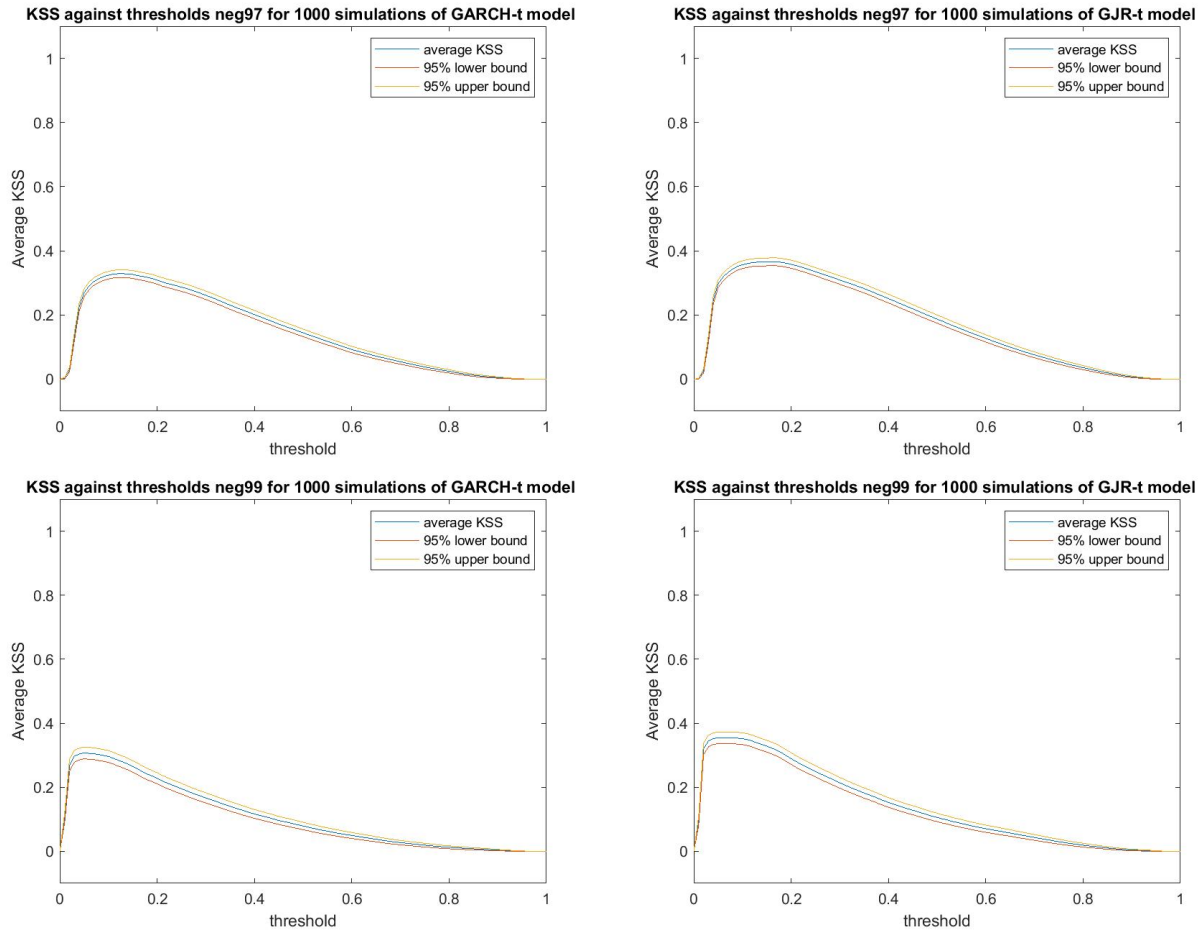 KSS against thresholds neg97 for 1000 simulations of GARCH-t model
average KSS
95% lower bound
95% upper bound
1
0.8
0.6
0.4
0.2
0
Average KSS
0 0.2 0.4 0.6 0.8 1
threshold
KSS against thresholds neg97 for 1000 simulations of GJR-t model
average KSS
95% lower bound
95% upper bound
1
0.8
0.6
0.4
0.2
0
Average KSS
0 0.2 0.4 0.6 0.8 1
threshold
KSS against thresholds neg99 for 1000 simulations of GARCH-t model
average KSS
95% lower bound
95% upper bound
1
0.8
0.6
0.4
0.2
0
Average KSS
0 0.2 0.4 0.6 0.8 1
threshold
KSS against thresholds neg99 for 1000 simulations of GJR-t model
average KSS
95% lower bound
95% upper bound
1
0.8
0.6
0.4
0.2
0
Average KSS
0 0.2 0.4 0.6 0.8 1
threshold